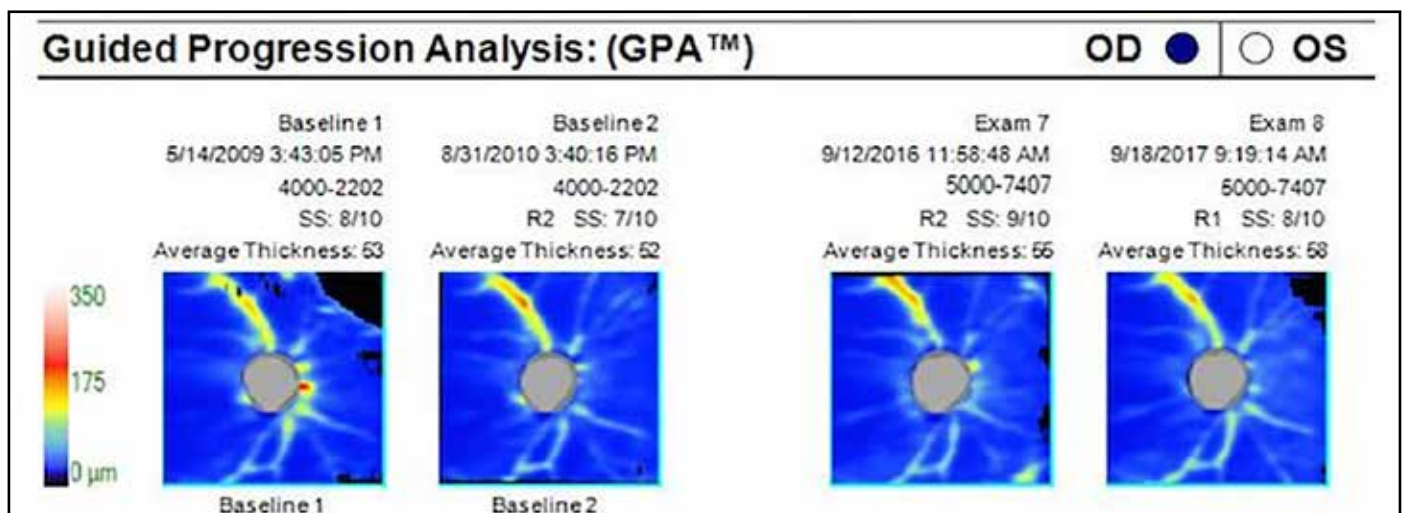 Guided Progression Analysis: (GPA™)
OD OS
Baseline 1
5/14/2009 3:43:05 PM
4000-2202
SS: 8/10
Average Thickness: 53
Baseline 2
8/31/2010 3:40:16 PM
4000-2202
R2 SS: 7/10
Average Thickness: 52
Exam 7
9/12/2016 11:58:48 AM
5000-7407
R2 SS: 9/10
Average Thickness: 55
Exam 8
9/18/2017 9:19:14 AM
5000-7407
R1 SS: 8/10
Average Thickness: 58
350
175
0 µm
Baseline 1
Baseline 2